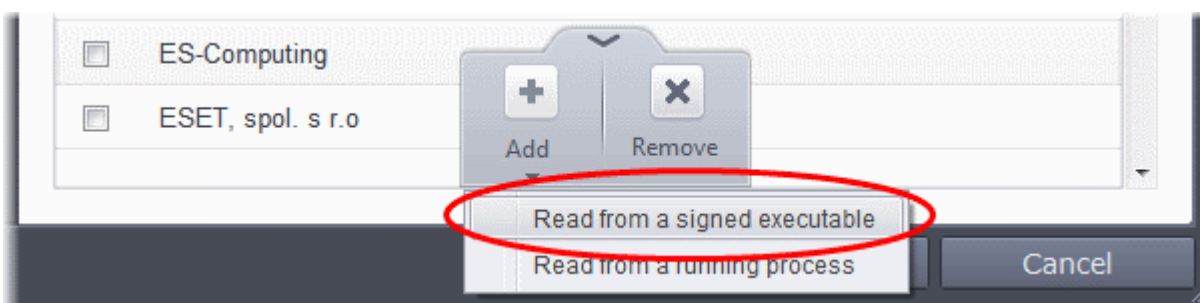 ES-Computing
ESET, spol. s r.o
Add Remove
Read from a signed executable
Read from a running process
Cancel